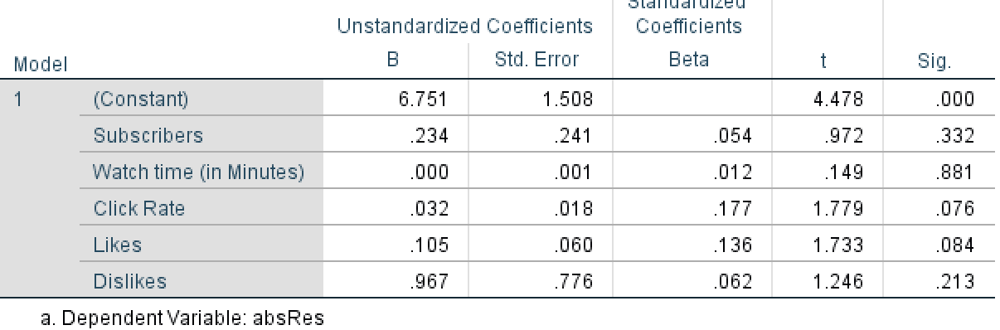 Standardized
Unstandardized Coefficients Coefficients
Model B Std. Error Beta t Sig.
1 (Constant) 6.751 1.508 4.478 .000
Subscribers .234 .241 .054 .972 .332
Watch time (in Minutes) .000 .001 .012 .149 .881
Click Rate .032 .018 .177 1.779 .076
Likes .105 .060 .136 1.733 .084
Dislikes .967 .776 .062 1.246 .213
a. Dependent Variable: absRes